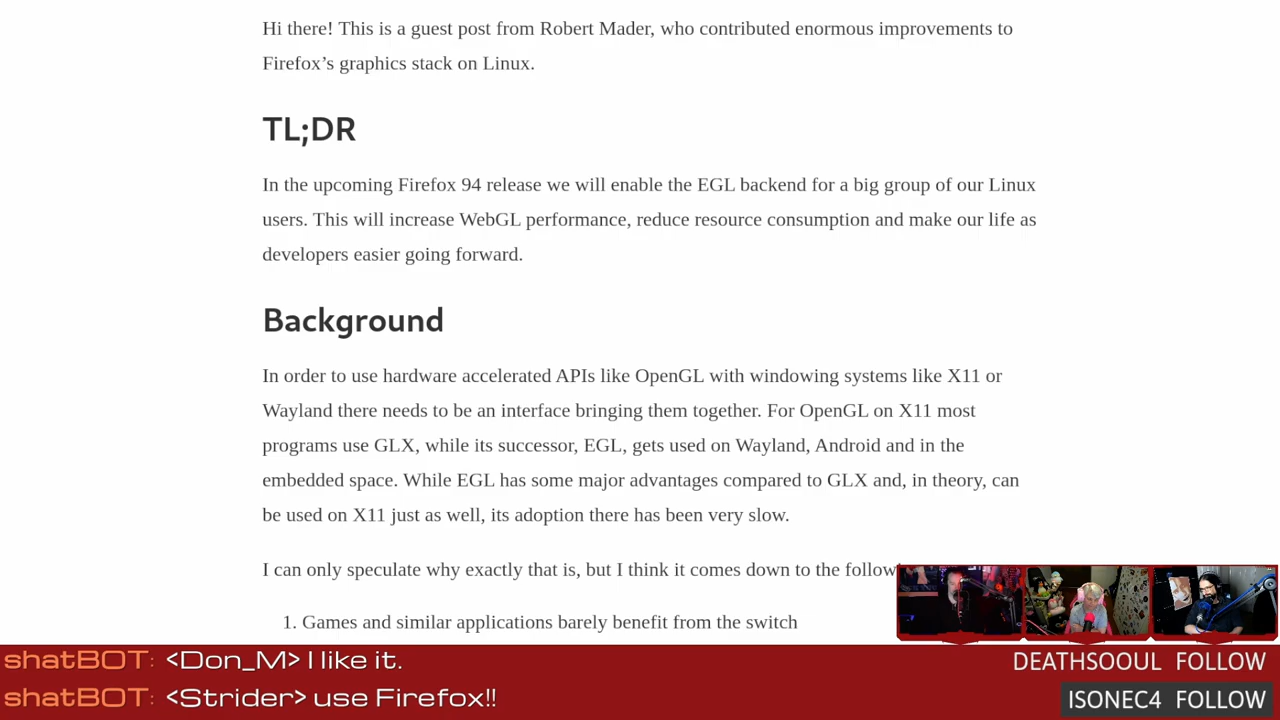 Hi there! This is a guest post from Robert Mader, who contributed enormous improvements to
Firefox’s graphics stack on Linux.
TL;DR
In the upcoming Firefox 94 release we will enable the EGL backend for a big group of our Linux
users. This will increase WebGL performance, reduce resource consumption and make our life as
developers easier going forward.
Background
In order to use hardware accelerated APIs like OpenGL with windowing systems like X11 or
Wayland there needs to be an interface bringing them together. For OpenGL on X11 most
programs use GLX, while its successor, EGL, gets used on Wayland, Android and in the
embedded space. While EGL has some major advantages compared to GLX and, in theory, can
be used on X11 just as well, its adoption there has been very slow.
I can only speculate why exactly that is, but I think it comes down to the
1. Games and similar applications barely benefit from the switch
shatBOT: <Don_M> I like it.
DEATHSOOUL FOLLOW
shatBOT: <Strider> use Firefox!!
ISONEC4 FOLLOW